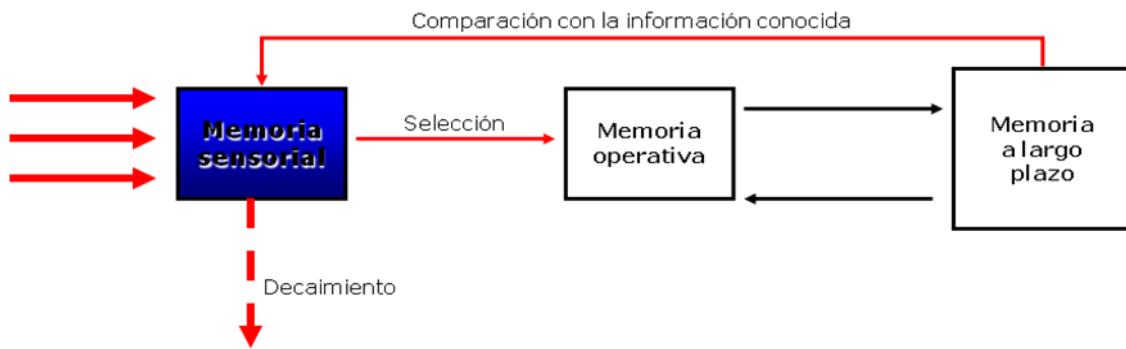 Comparación con la información conocida
Memoria
sensorial
Selección
Memoria
operativa
Memoria
a largo
plazo
Decaimiento